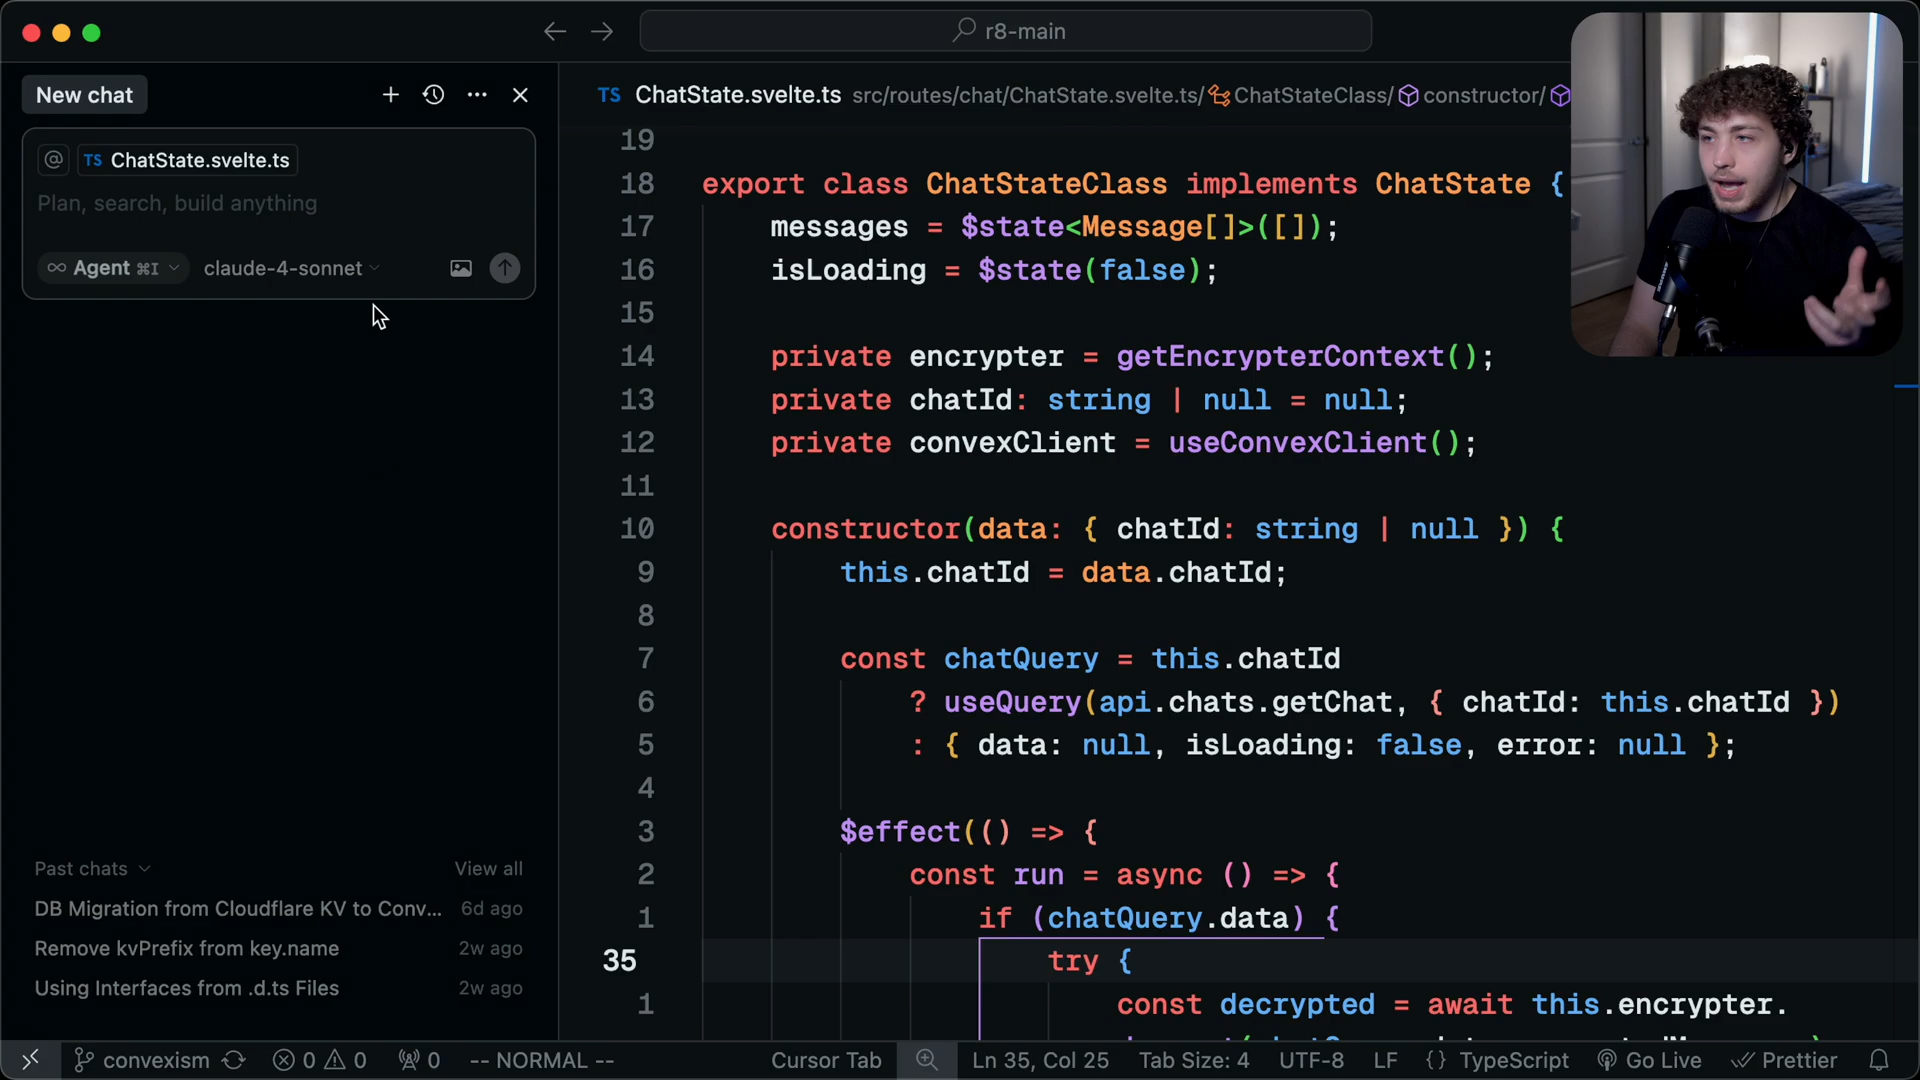 r8-main
New chat
@ TS ChatState.svelte.ts
Plan, search, build anything
∞ Agent ⌘I claude-4-sonnet
Past chats View all
DB Migration from Cloudflare KV to Conv... 6d ago
Remove kvPrefix from key.name 2w ago
Using Interfaces from .d.ts Files 2w ago
TS ChatState.svelte.ts src/routes/chat/ChatState.svelte.ts/ ChatStateClass/ constructor/
19
18 export class ChatStateClass implements ChatState {
17 messages = $state<Message[]>([]);
16 isLoading = $state(false);
15
14 private encrypter = getEncrypterContext();
13 private chatId: string | null = null;
12 private convexClient = useConvexClient();
11
10 constructor(data: { chatId: string | null }) {
9 this.chatId = data.chatId;
8
7 const chatQuery = this.chatId
6 ? useQuery(api.chats.getChat, { chatId: this.chatId })
5 : { data: null, isLoading: false, error: null };
4
3 $effect(() => {
2 const run = async () => {
1 if (chatQuery.data) {
35 try {
1 const decrypted = await this.encrypter.
convexism 0 0 0 -- NORMAL -- Cursor Tab Ln 35, Col 25 Tab Size: 4 UTF-8 LF {} TypeScript Go Live Prettier